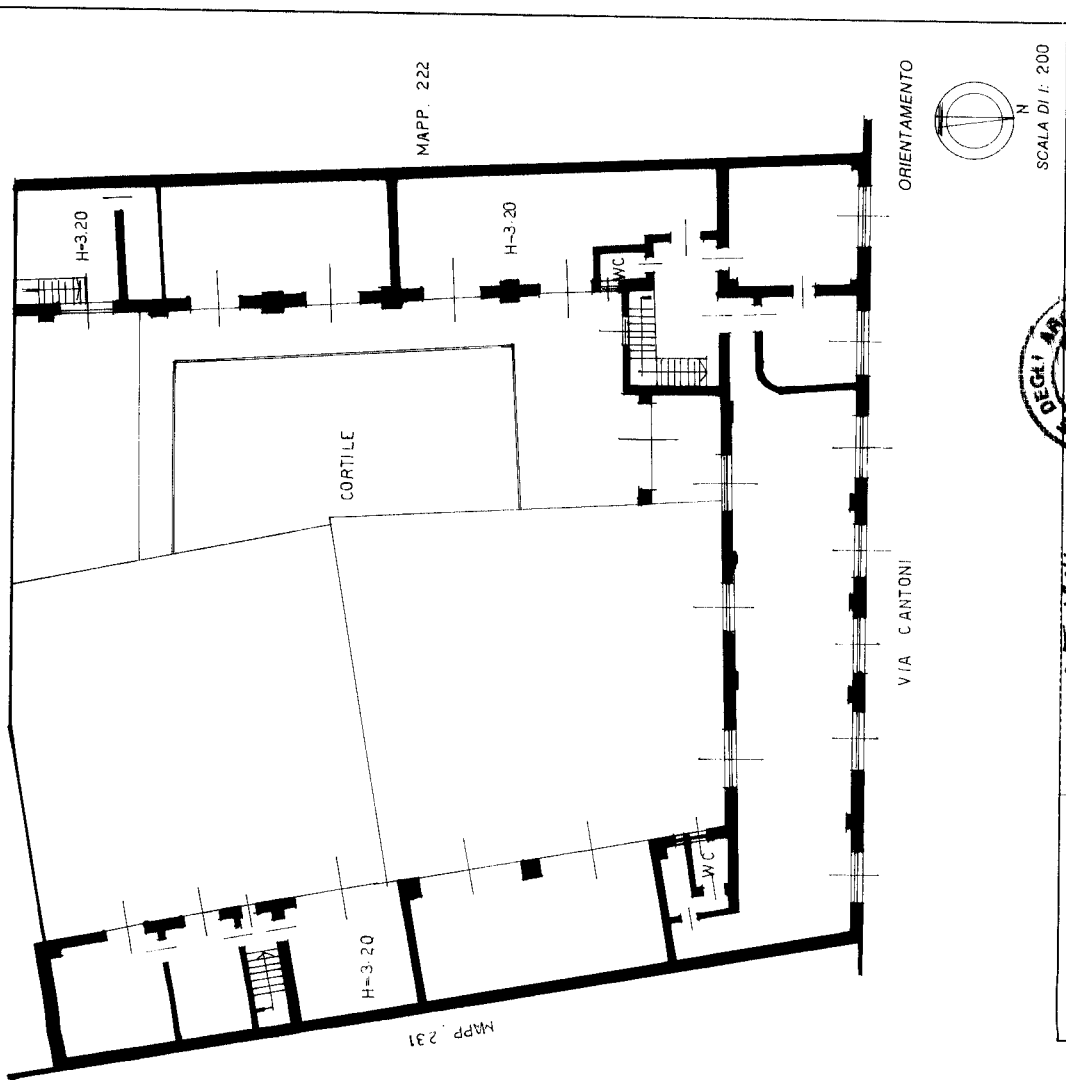 MAPP. 222
ORIENTAMENTO
N
SCALA DI 1: 200
H=3.20
H=3.20
WC
CORTILE
DEGLI AR
VIA CANTONI
WC
H=3.20
MAPP. 231